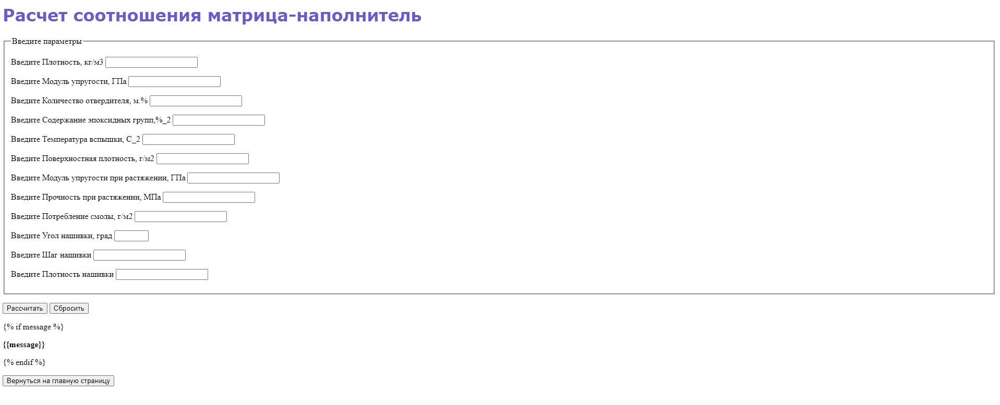 Расчет соотношения матрица-наполнитель
Введите параметры
Введите Плотность, кг/м3
Введите Модуль упругости, ГПа
Введите Количество отвердителя, м.%
Введите Содержание эпоксидных групп,%_2
Введите Температура вспышки, С_2
Введите Поверхностная плотность, г/м2
Введите Модуль упругости при растяжении, ГПа
Введите Прочность при растяжении, МПа
Введите Потребление смолы, г/м2
Введите Угол нашивки, град
Введите Шаг нашивки
Введите Плотность нашивки
Рассчитать Сбросить
{% if message %}
{{message}}
{% endif %}
Вернуться на главную страницу